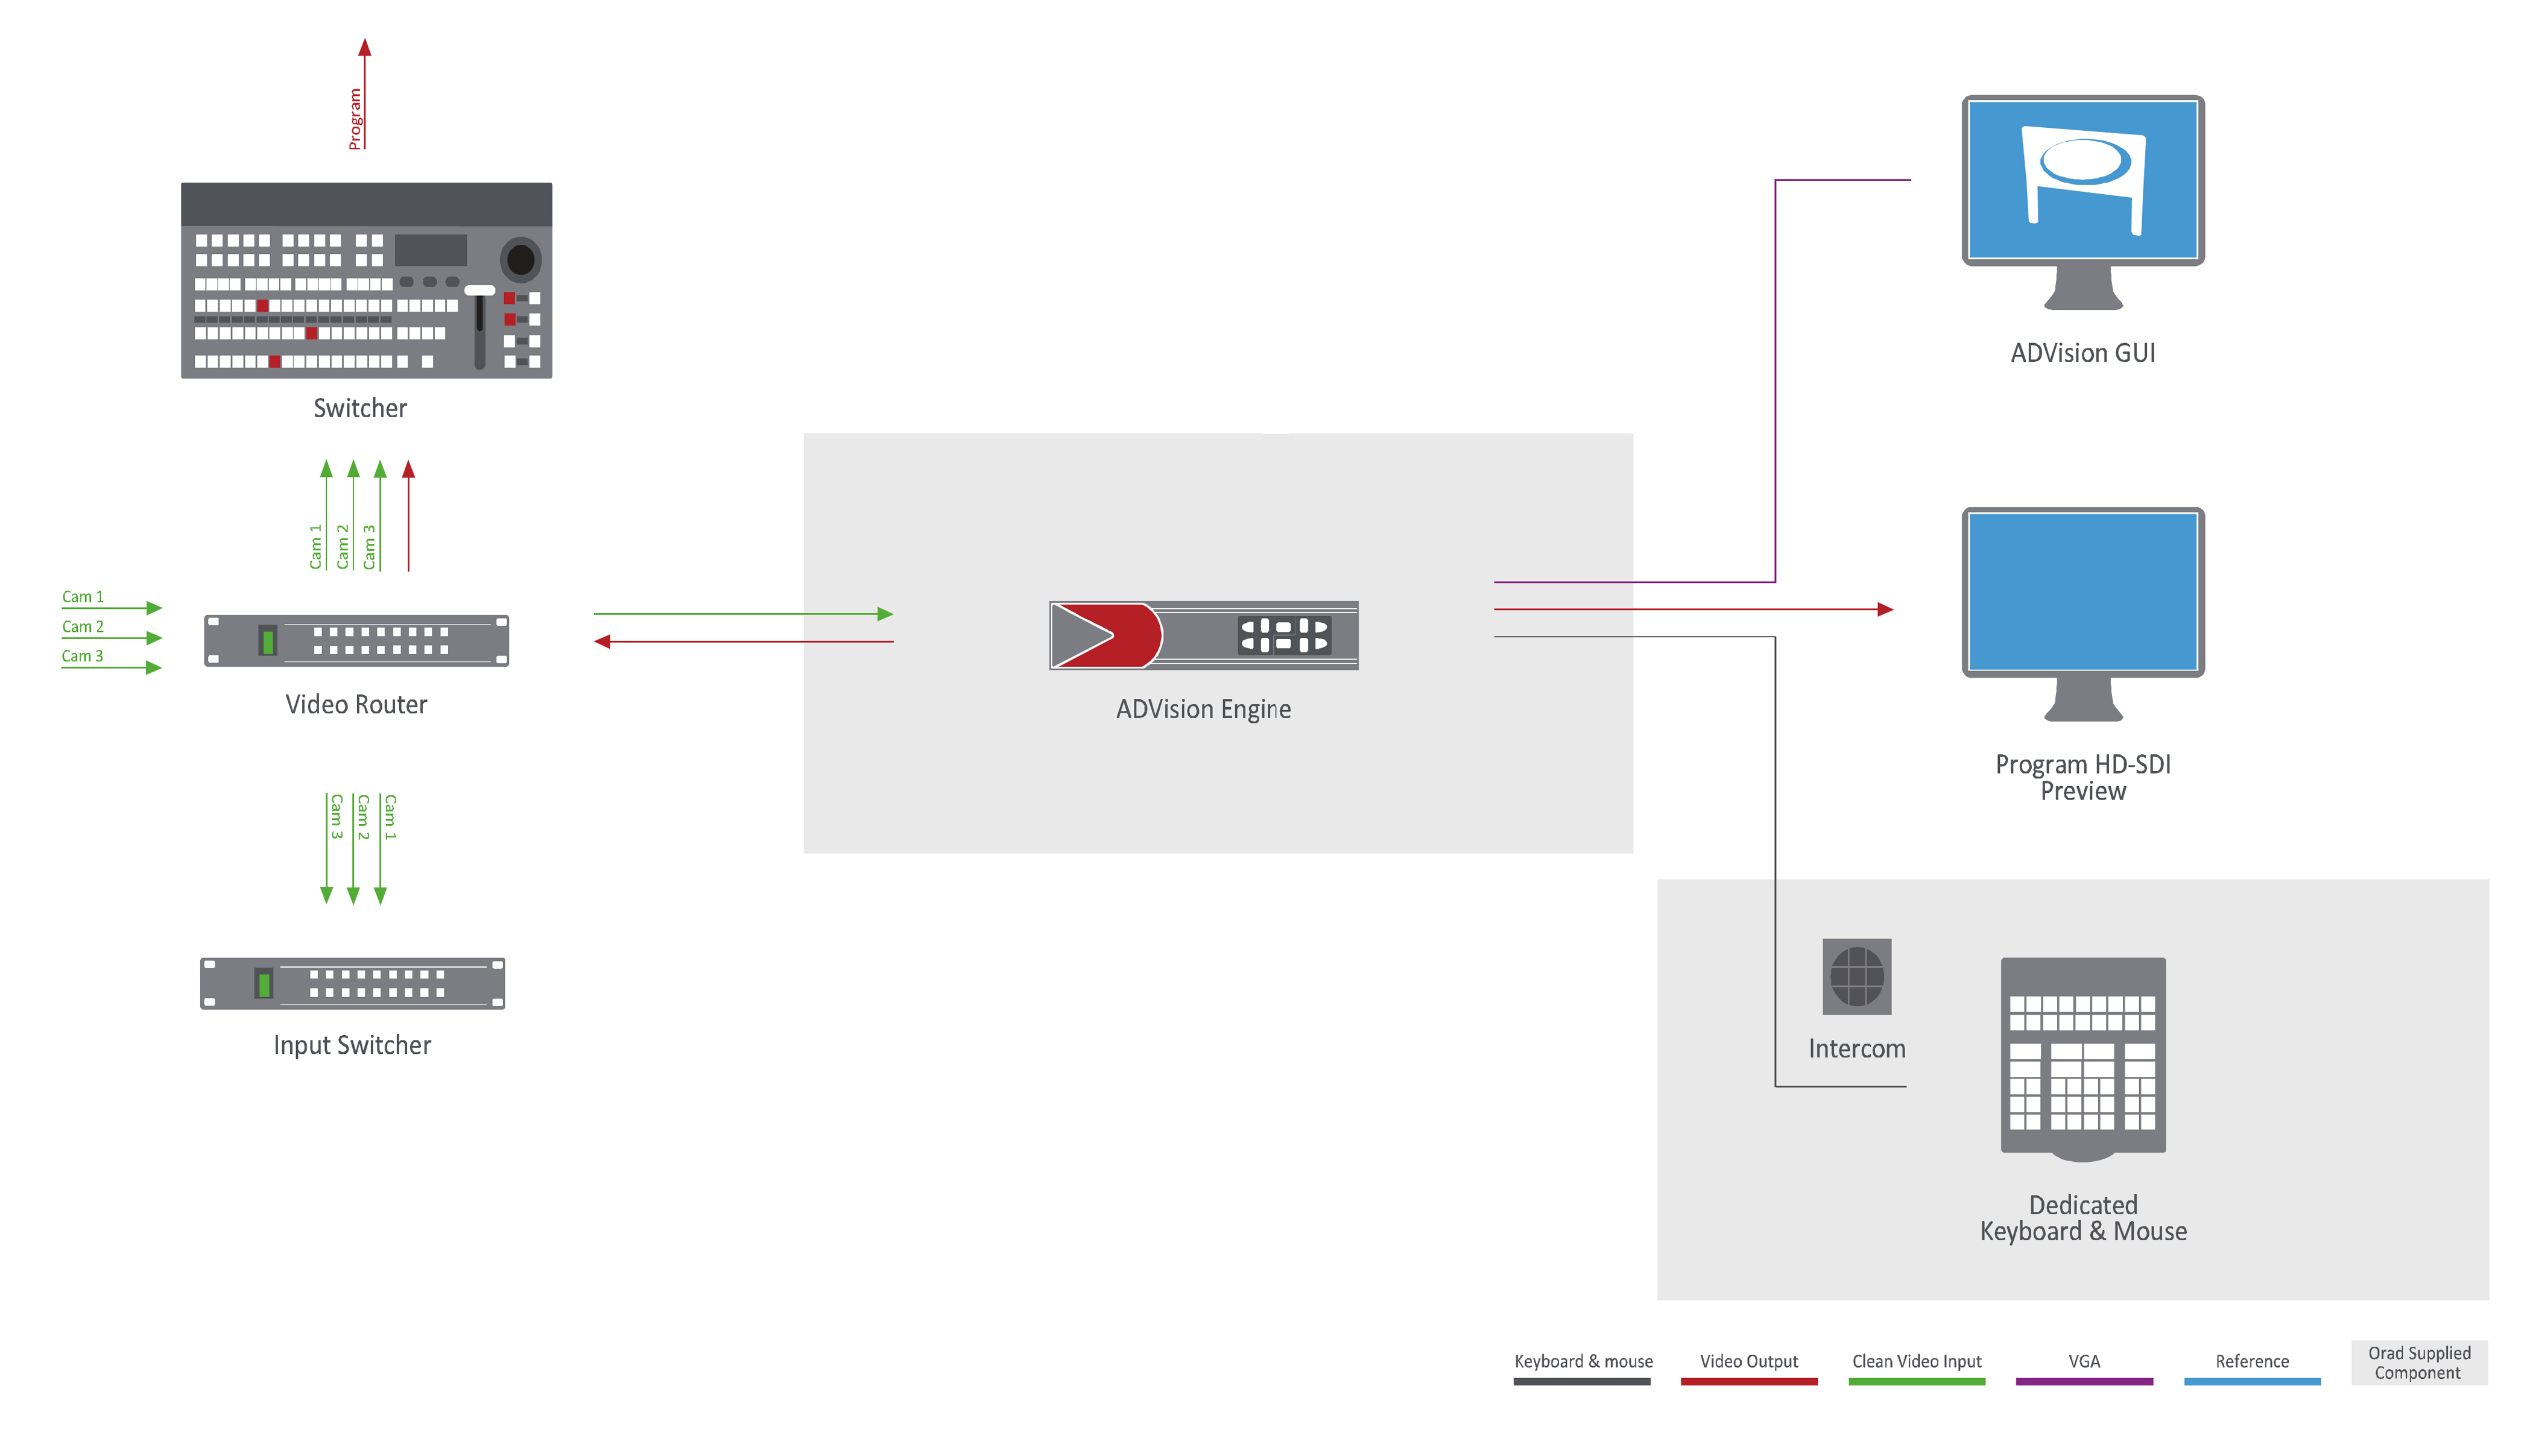 Program
Switcher
Cam 1
Cam 2
Cam 3
Cam 1
Cam 2
Cam 3
Video Router
Cam 3
Cam 2
Cam 1
Input Switcher
ADVision Engine
ADVision GUI
Program HD-SDI
Preview
Intercom
Dedicated
Keyboard & Mouse
Keyboard & mouse
Video Output
Clean Video Input
VGA
Reference
Orad Supplied
Component